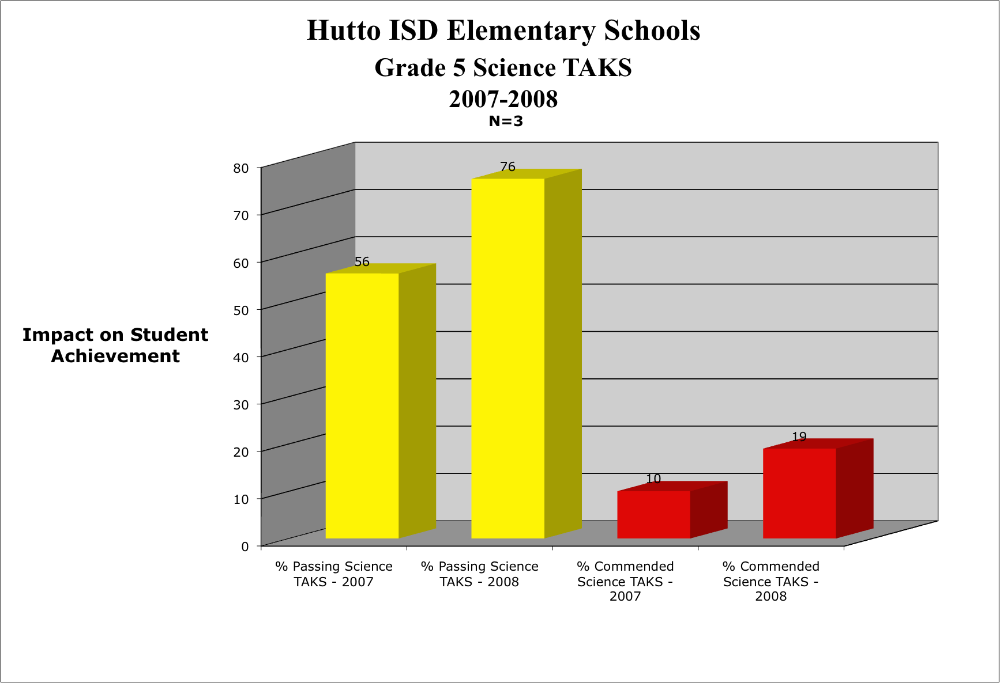 Hutto ISD Elementary Schools
Grade 5 Science TAKS
2007-2008
N=3
80
70
60
50
40
30
20
10
0
Impact on Student
Achievement
56
76
10
19
% Passing Science
TAKS - 2007
% Passing Science
TAKS - 2008
% Commended
Science TAKS -
2007
% Commended
Science TAKS -
2008